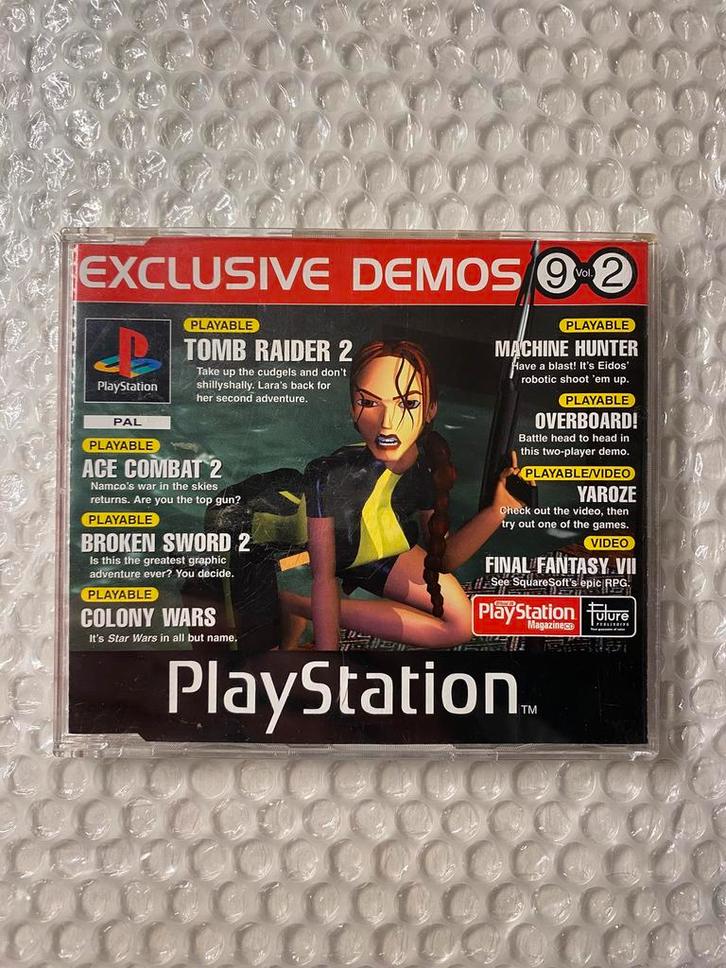 EXCLUSIVE DEMOS 9 Vol. 2
PlayStation
PAL
PLAYABLE
TOMB RAIDER 2
Take up the cudgels and don't
shillyshally. Lara's back for
her second adventure.
PLAYABLE
ACE COMBAT 2
Namco's war in the skies
returns. Are you the top gun?
PLAYABLE
BROKEN SWORD 2
Is this the greatest graphic
adventure ever? You decide.
PLAYABLE
COLONY WARS
It's Star Wars in all but name.
PLAYABLE
MACHINE HUNTER
Have a blast! It's Eidos'
robotic shoot 'em up.
PLAYABLE
OVERBOARD!
Battle head to head in
this two-player demo.
PLAYABLE/VIDEO
YAROZE
Check out the video, then
try out one of the games.
VIDEO
FINAL FANTASY VII
See SquareSoft's epic RPG.
PlayStation
Magazine CD
Future
PUBLISHING
PlayStation™